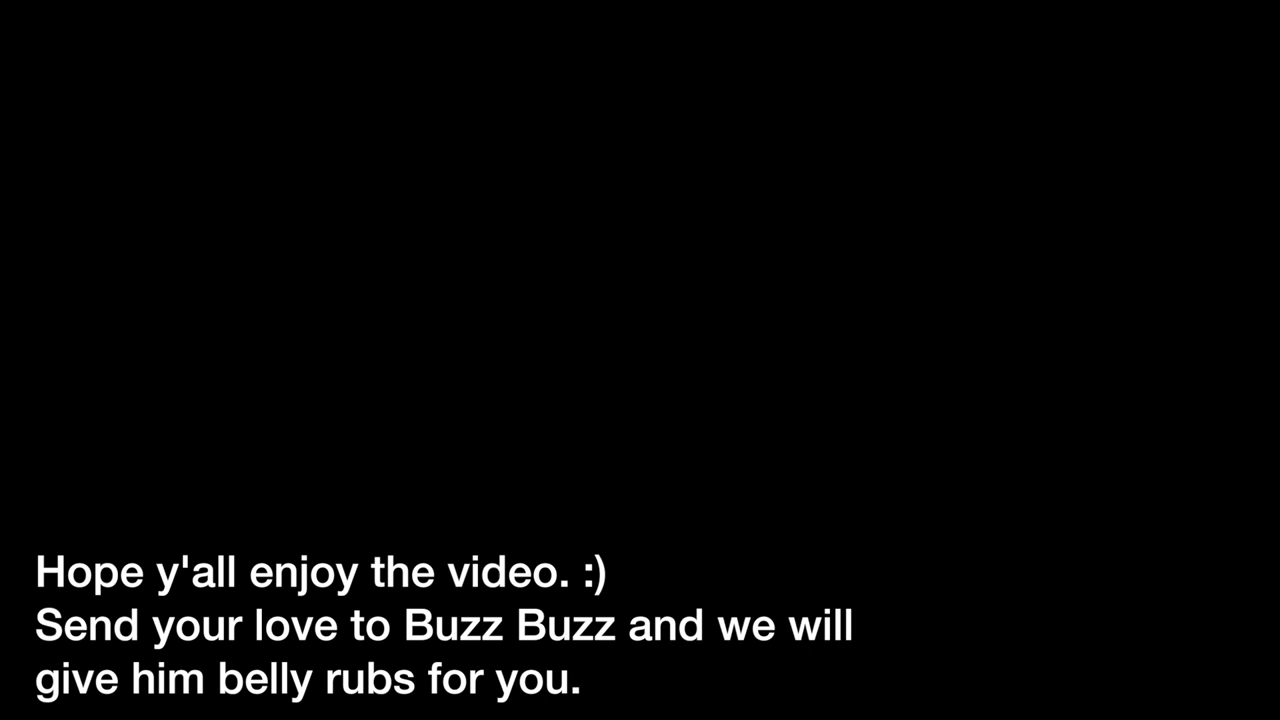 Hope y'all enjoy the video. :)
Send your love to Buzz Buzz and we will
give him belly rubs for you.